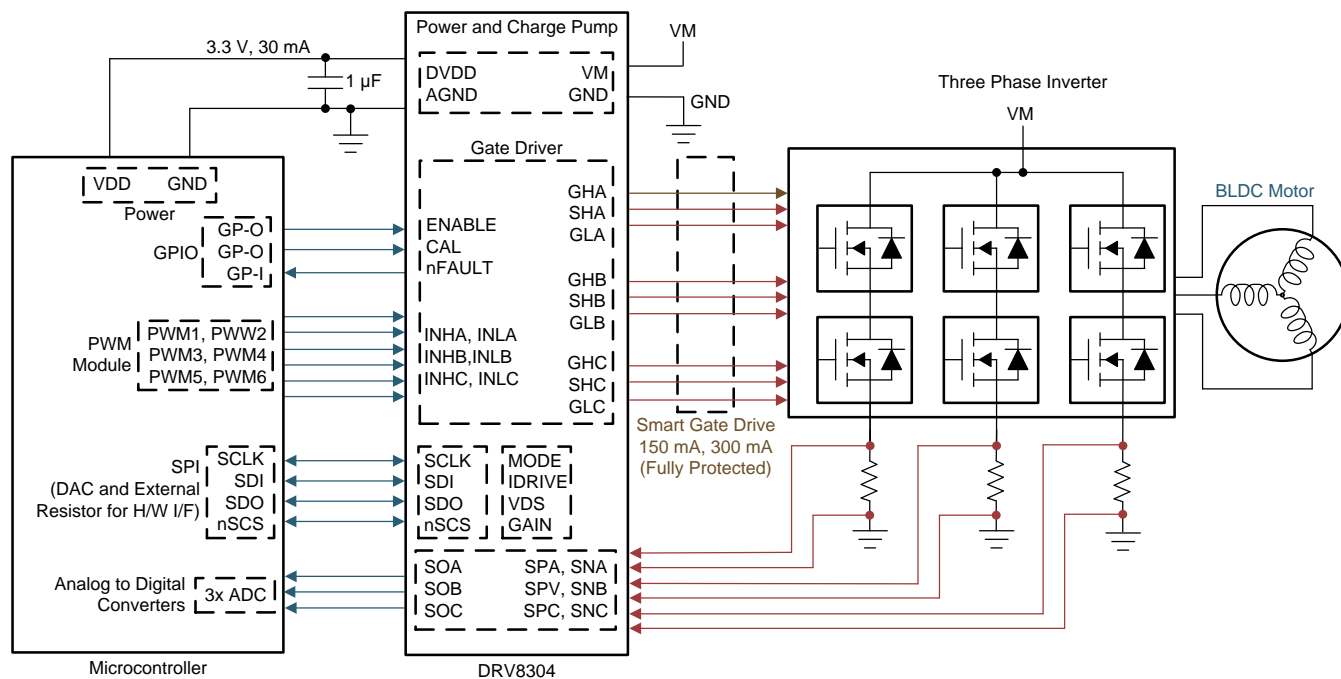 Power and Charge Pump
VM
3.3 V, 30 mA
1 µF
DVDD
VM
AGND
GND
GND
Three Phase Inverter
VM
Gate Driver
VDD
GND
Power
GPIO
GP-O
GP-O
GP-I
ENABLE
CAL
nFAULT
GHA
SHA
GLA
GHB
SHB
GLB
GHC
SHC
GLC
BLDC Motor
PWM
Module
PWM1, PWW2
PWM3, PWM4
PWM5, PWM6
INHA, INLA
INHB,INLB
INHC, INLC
Smart Gate Drive
150 mA, 300 mA
(Fully Protected)
SPI
(DAC and External
Resistor for H/W I/F)
SCLK
SDI
SDO
nSCS
SCLK
SDI
SDO
nSCS
MODE
IDRIVE
VDS
GAIN
Analog to Digital
Converters
3x ADC
SOA
SOB
SOC
SPA, SNA
SPV, SNB
SPC, SNC
Microcontroller
DRV8304